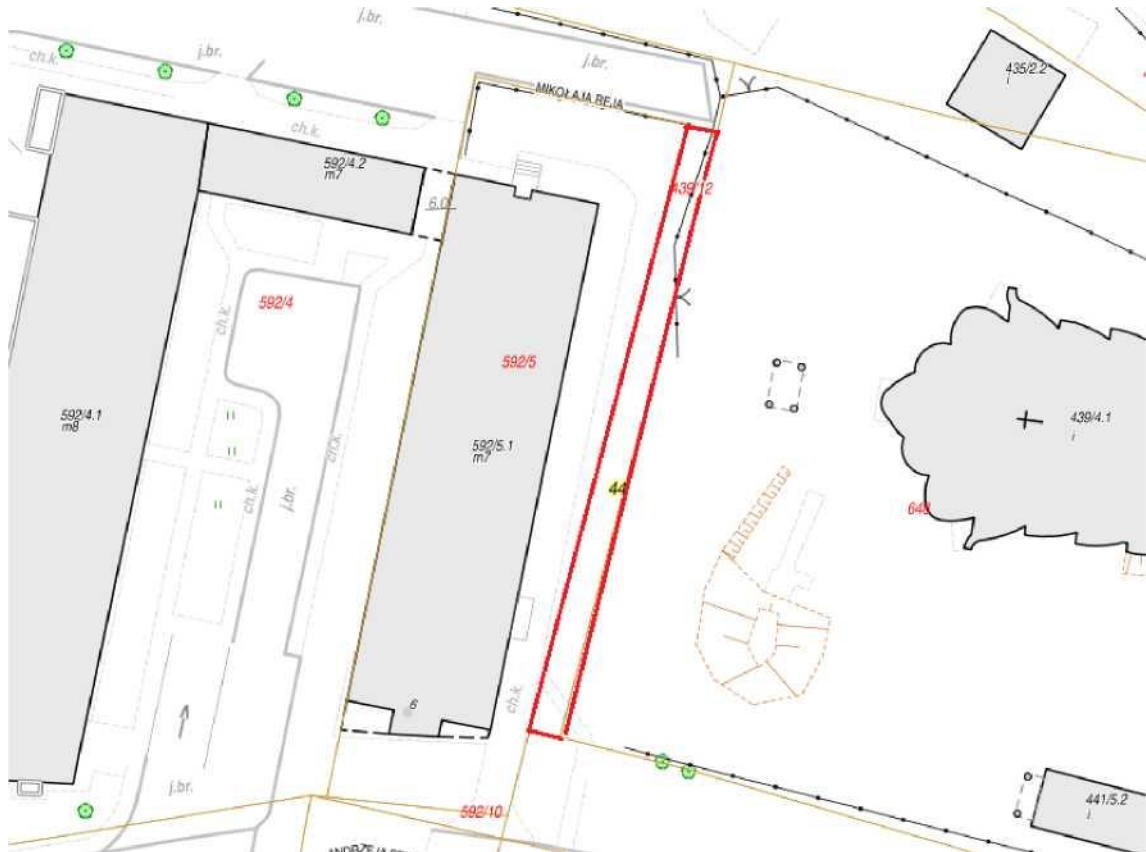 j.br.
j.br.
ch.k.
j.br.
435/2.2
i
MIKOŁAJA REJA
ch.k.
592/4.2
m7
439/12
6.0
592/4
ch.k.
592/5
592/4.1
m8
439/4.1
i
592/5.1
m7
ch.k.
44
ch.k.
j.br.
6
ch.k.
j.br.
441/5.2
i
592/10